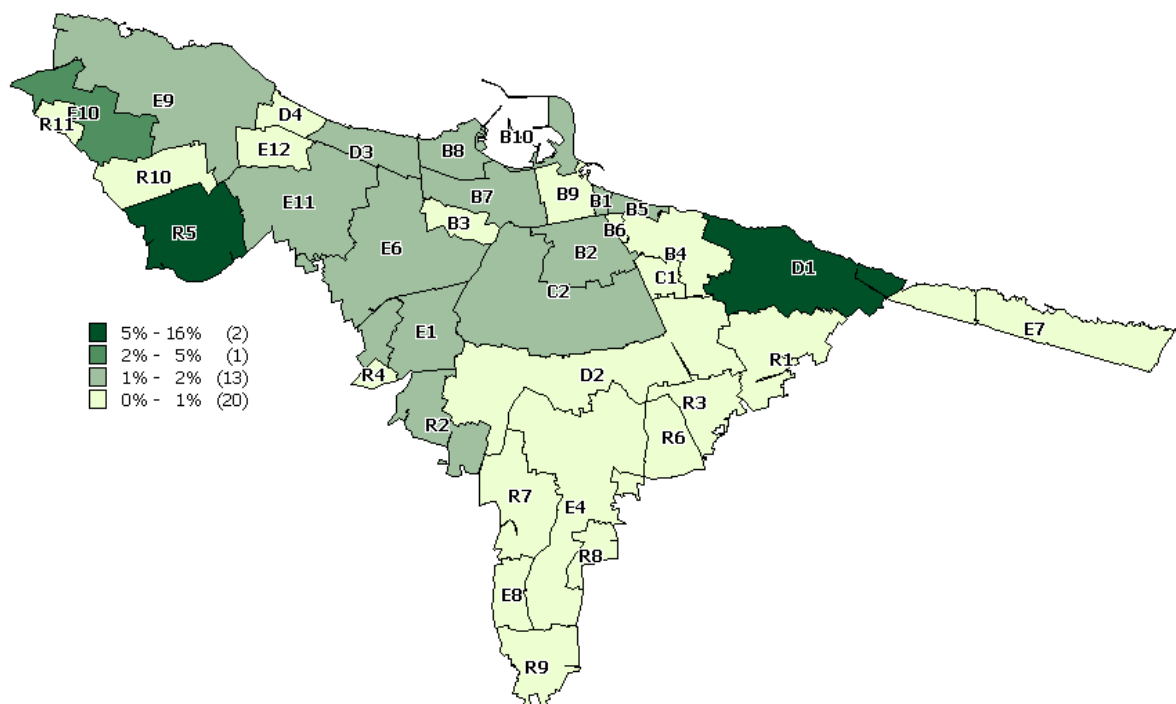 E9
D4
E10
R11
B10
E12
D3
B8
R10
B7
B9
B1
E11
B3
B5
B6
R5
E6
B2
B4
D1
C1
C2
5% - 16% (2)
2% - 5% (1)
1% - 2% (13)
0% - 1% (20)
E1
E7
R1
R4
D2
R3
R2
R6
R7
E4
R8
E8
R9